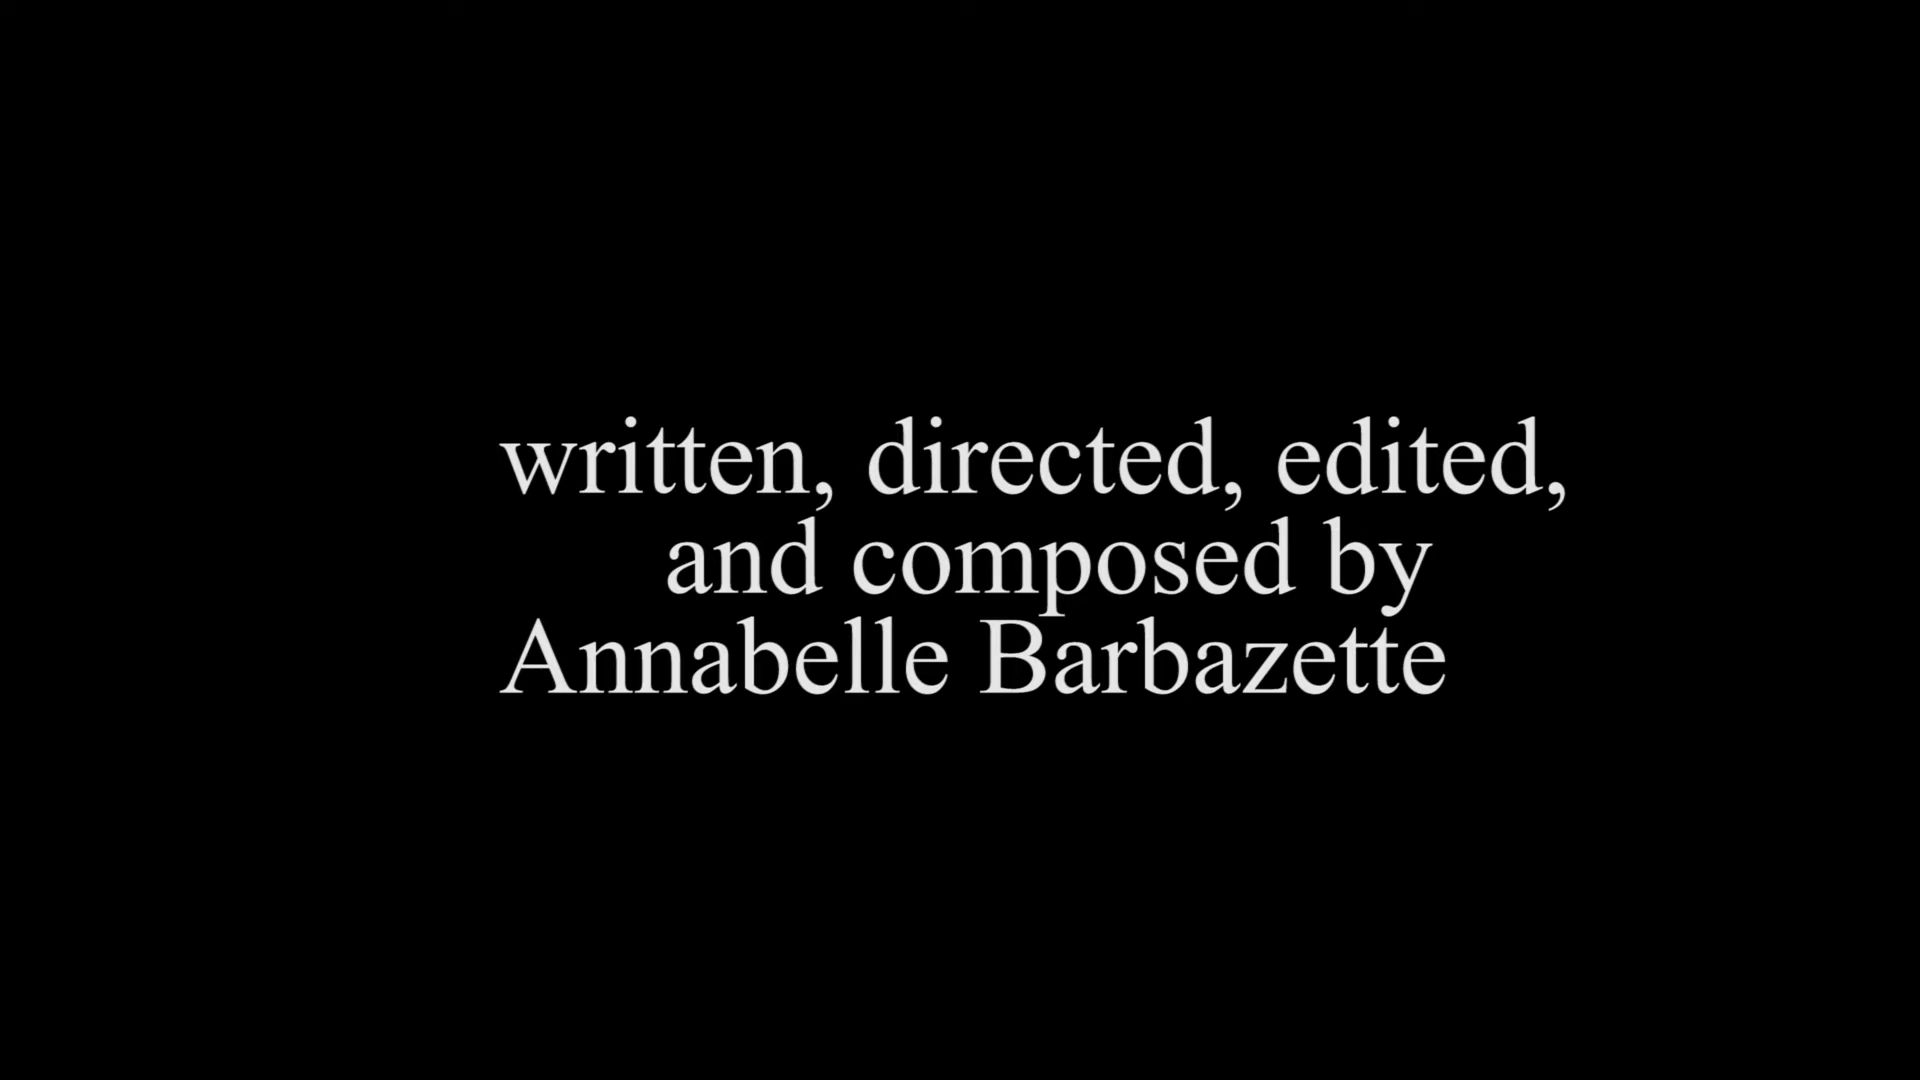 written, directed, edited,
and composed by
Annabelle Barbazette